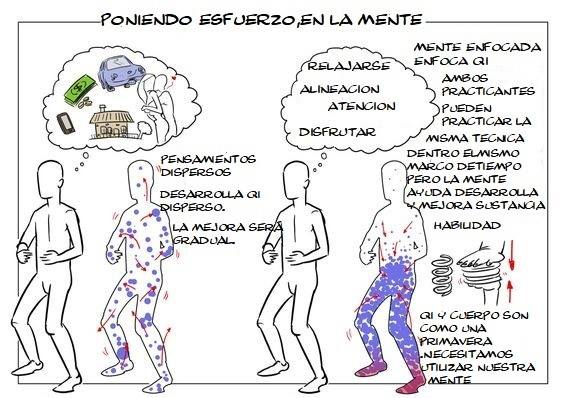 PONIENDO ESFUERZO,EN LA MENTE
PENSAMIENTOS
DISPERSOS
DESARROLLA QI
DISPERSO.
LA MEJORA SERÁ
GRADUAL.
RELAJARSE
ALINEACION
ATENCION
DISFRUTAR
MENTE ENFOCADA
ENFOCA QI
AMBOS
PRACTICANTES
PUEDEN
PRACTICAR LA
MISMA TECNICA
DENTRO ELMISMO
MARCO DETIEMPO
PERO LA MENTE
AYUDA DESARROLLA
Y MEJORA SUSTANCIA
HABILIDAD
QI Y CUERPO SON
COMO UNA
PRIMAVERA
.NECESITAMOS
UTILIZAR NUESTRA
MENTE